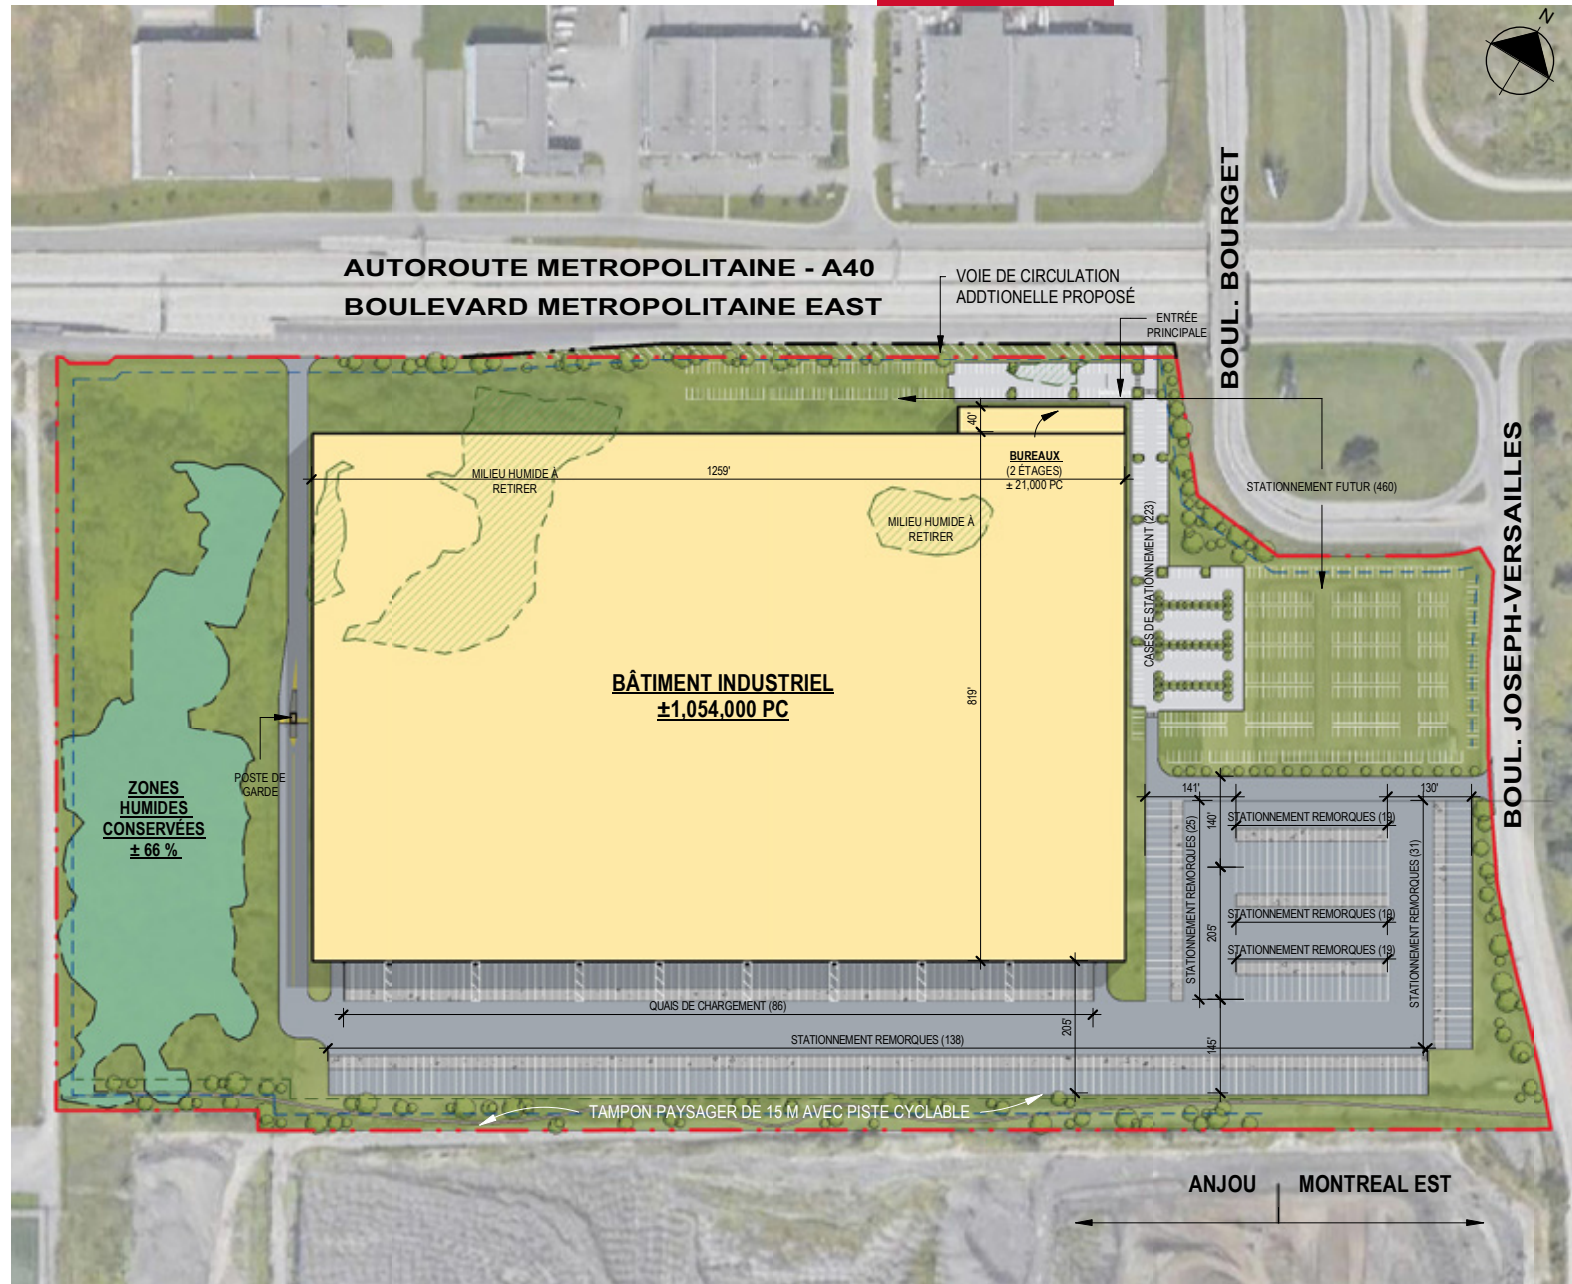 N
BOUL. BOURGET
AUTOROUTE METROPOLITAINE - A40
BOULEVARD METROPOLITAINE EAST
VOIE DE CIRCULATION
ADDTIONELLE PROPOSÉ
ENTRÉE
PRINCIPALE
40'
BUREAUX
(2 ÉTAGES)
± 21,000 PC
1259'
MILIEU HUMIDE À
RETIRER
MILIEU HUMIDE À
RETIRER
STATIONNEMENT FUTUR (460)
CASES DE STATIONNEMENT (223)
BOUL. JOSEPH-VERSAILLES
BÂTIMENT INDUSTRIEL
±1,054,000 PC
819'
POSTE DE
GARDE
ZONES
HUMIDES
CONSERVÉES
± 66 %
141'
130'
140'
STATIONNEMENT REMORQUES (19)
STATIONNEMENT REMORQUES (25)
STATIONNEMENT REMORQUES (31)
STATIONNEMENT REMORQUES (19)
205'
STATIONNEMENT REMORQUES (19)
QUAIS DE CHARGEMENT (86)
205'
145'
STATIONNEMENT REMORQUES (138)
TAMPON PAYSAGER DE 15 M AVEC PISTE CYCLABLE
ANJOU
MONTREAL EST